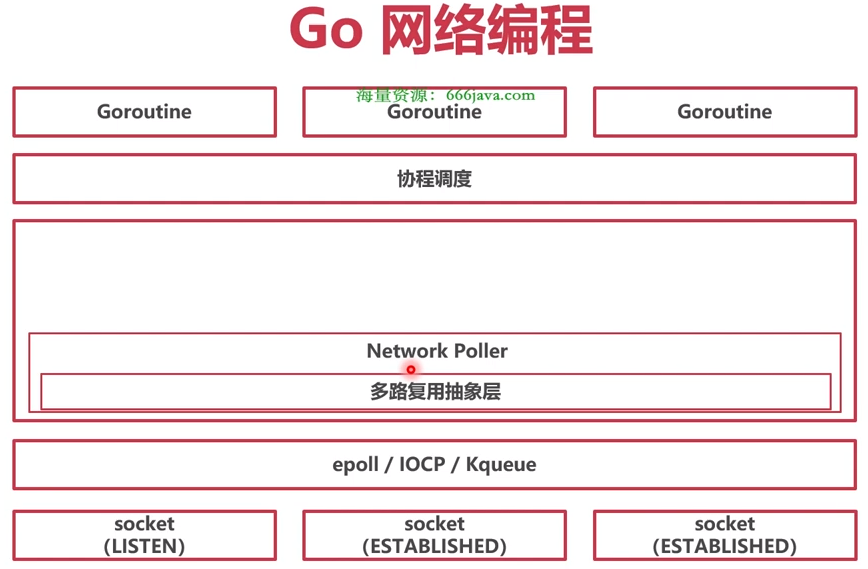 Go 网络编程
海量资源：666java.com
Goroutine
Goroutine
Goroutine
协程调度
Network Poller
多路复用抽象层
epoll / IOCP / Kqueue
socket
（LISTEN）
socket
（ESTABLISHED）
socket
（ESTABLISHED）